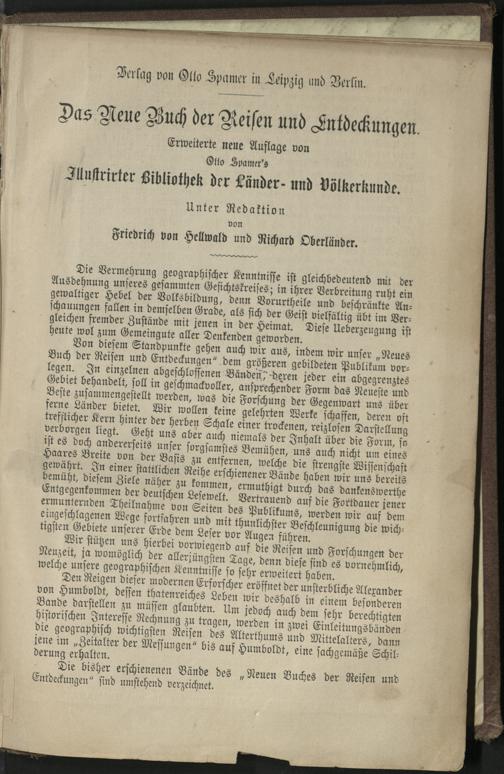 Verlag von Otto Spamer in Leipzig und Berlin.
Das Neue Buch der Reisen und Entdeckungen.
Erweiterte neue Auflage von
Otto Spamer's
Illustrirter Bibliothek der Länder- und Völkerkunde.
Unter Redaktion
von
Friedrich von Hellwald und Richard Oberländer.
Die Vermehrung geographischer Kenntnisse ist gleichbedeutend mit der
Ausdehnung unseres gesammten Gesichtskreises; in ihrer Verbreitung ruht ein
gewaltiger Hebel der Volksbildung, denn Vorurtheile und beschränkte An-
schauungen fallen in demselben Grade, als sich der Geist vielfältig übt im Ver-
gleichen fremder Zustände mit jenen in der Heimat. Diese Ueberzeugung ist
heute wol zum Gemeingute aller Denkenden geworden.
Von diesem Standpunkte gehen auch wir aus, indem wir unser „Neues
Buch der Reisen und Entdeckungen“ dem größeren gebildeten Publikum vor-
legen. In einzelnen abgeschlossenen Bänden, deren jeder ein abgegrenztes
Gebiet behandelt, soll in geschmackvoller, ansprechender Form das Neueste und
Beste zusammengestellt werden, was die Forschung der Gegenwart uns über
ferne Länder bietet. Wir wollen keine gelehrten Werke schaffen, deren oft
trefflicher Kern hinter der herben Schale einer trockenen, reizlosen Darstellung
verborgen liegt. Geht uns aber auch niemals der Inhalt über die Form, so
ist es doch andererseits unser sorgsamstes Bemühen, uns auch nicht um eines
Haares Breite von der Basis zu entfernen, welche die strengste Wissenschaft
gewährt. In einer stattlichen Reihe erschienener Bände haben wir uns bereits
bemüht, diesem Ziele näher zu kommen, ermuthigt durch das dankenswerthe
Entgegenkommen der deutschen Lesewelt. Vertrauend auf die Fortdauer jener
ermunternden Theilnahme von Seiten des Publikums, werden wir auf dem
eingeschlagenen Wege fortfahren und mit thunlichster Beschleunigung die wich-
tigsten Gebiete unserer Erde dem Leser vor Augen führen.
Wir stützen uns hierbei vorwiegend auf die Reisen und Forschungen der
Neuzeit, ja womöglich der allerjüngsten Tage, denn diese sind es vornehmlich,
welche unsere geographischen Kenntnisse so sehr erweitert haben.
Den Reigen dieser modernen Erforscher eröffnet der unsterbliche Alexander
von Humboldt, dessen thatenreiches Leben wir deshalb in einem besonderen
Bande darstellen zu müssen glaubten. Um jedoch auch dem sehr berechtigten
historischen Interesse Rechnung zu tragen, werden in zwei Einleitungsbänden
die geographisch wichtigsten Reisen des Alterthums und Mittelalters, dann
jene im „Zeitalter der Messungen“ bis auf Humboldt, eine sachgemäße Schil-
derung erhalten.
Die bisher erschienenen Bände des „Neuen Buches der Reisen und
Entdeckungen“ sind umstehend verzeichnet.